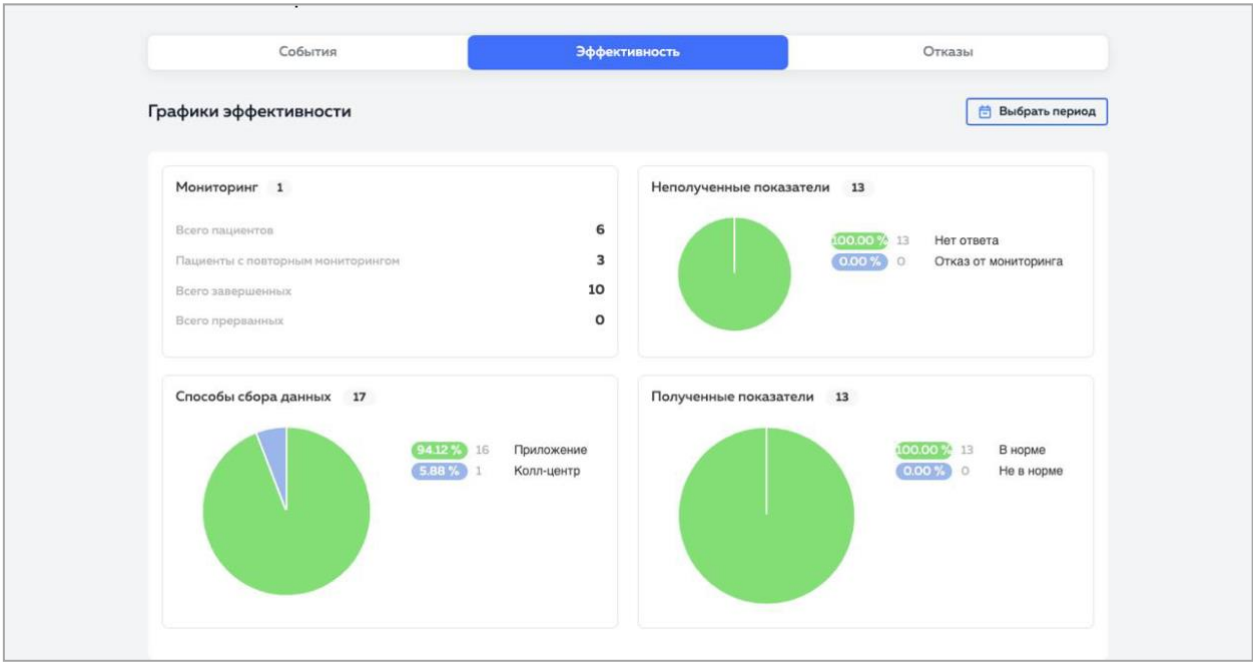 События
Эффективность
Отказы
Графики эффективности
Выбрать период
Мониторинг 1
Всего пациентов 6
Пациенты с повторным мониторингом 3
Всего завершенных 10
Всего прерванных 0
Неполученные показатели 13
100.00 % 13 Нет ответа
0.00 % 0 Отказ от мониторинга
Способы сбора данных 17
94.12 % 16 Приложение
5.88 % 1 Колл-центр
Полученные показатели 13
100.00 % 13 В норме
0.00 % 0 Не в норме